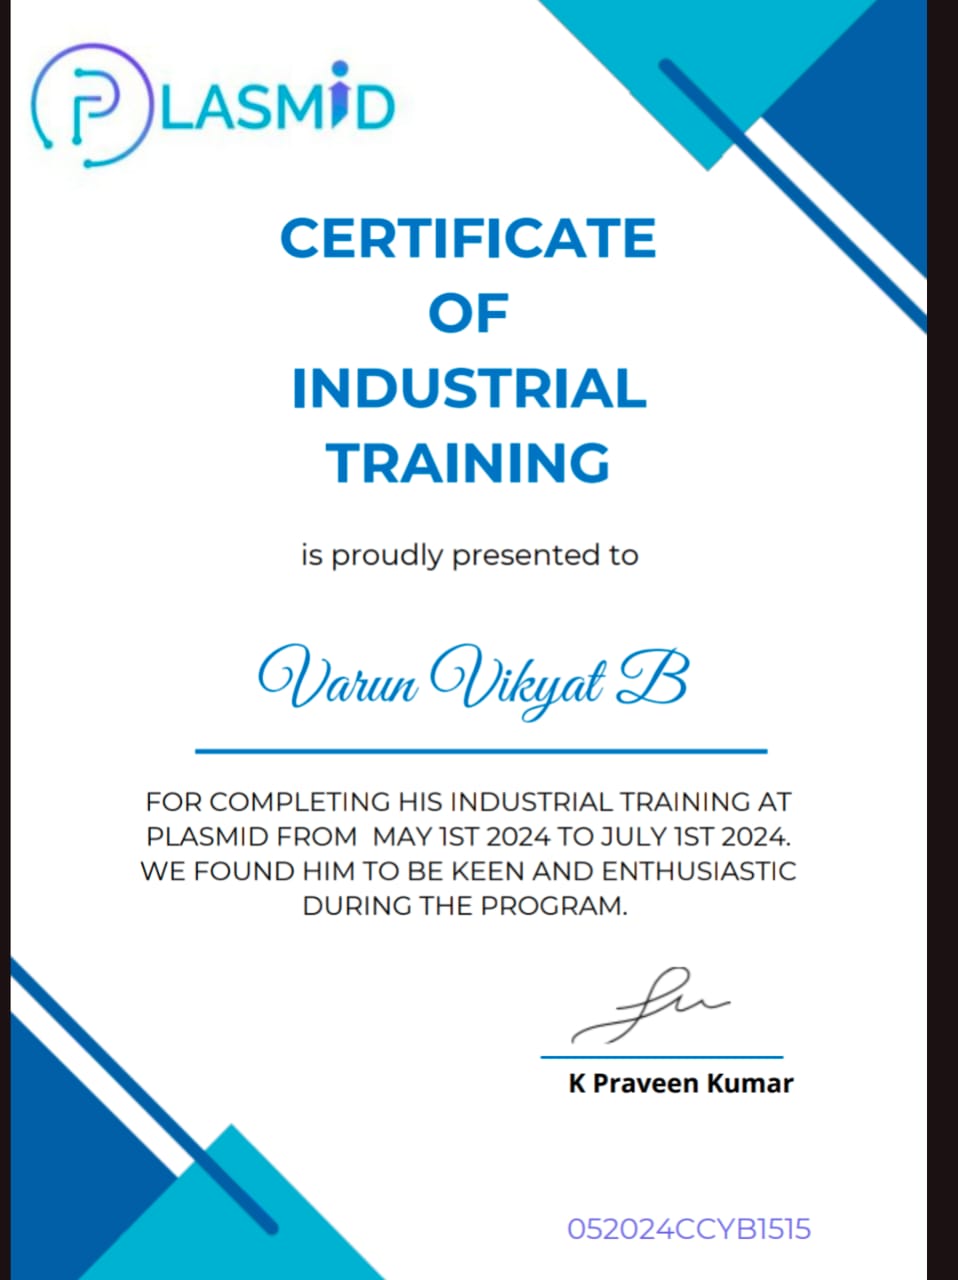 PLASMID
CERTIFICATE
OF
INDUSTRIAL
TRAINING
is proudly presented to
Varun Vikyat B
FOR COMPLETING HIS INDUSTRIAL TRAINING AT
PLASMID FROM  MAY 1ST 2024 TO JULY 1ST 2024.
WE FOUND HIM TO BE KEEN AND ENTHUSIASTIC
DURING THE PROGRAM.
K Praveen Kumar
052024CCYB1515